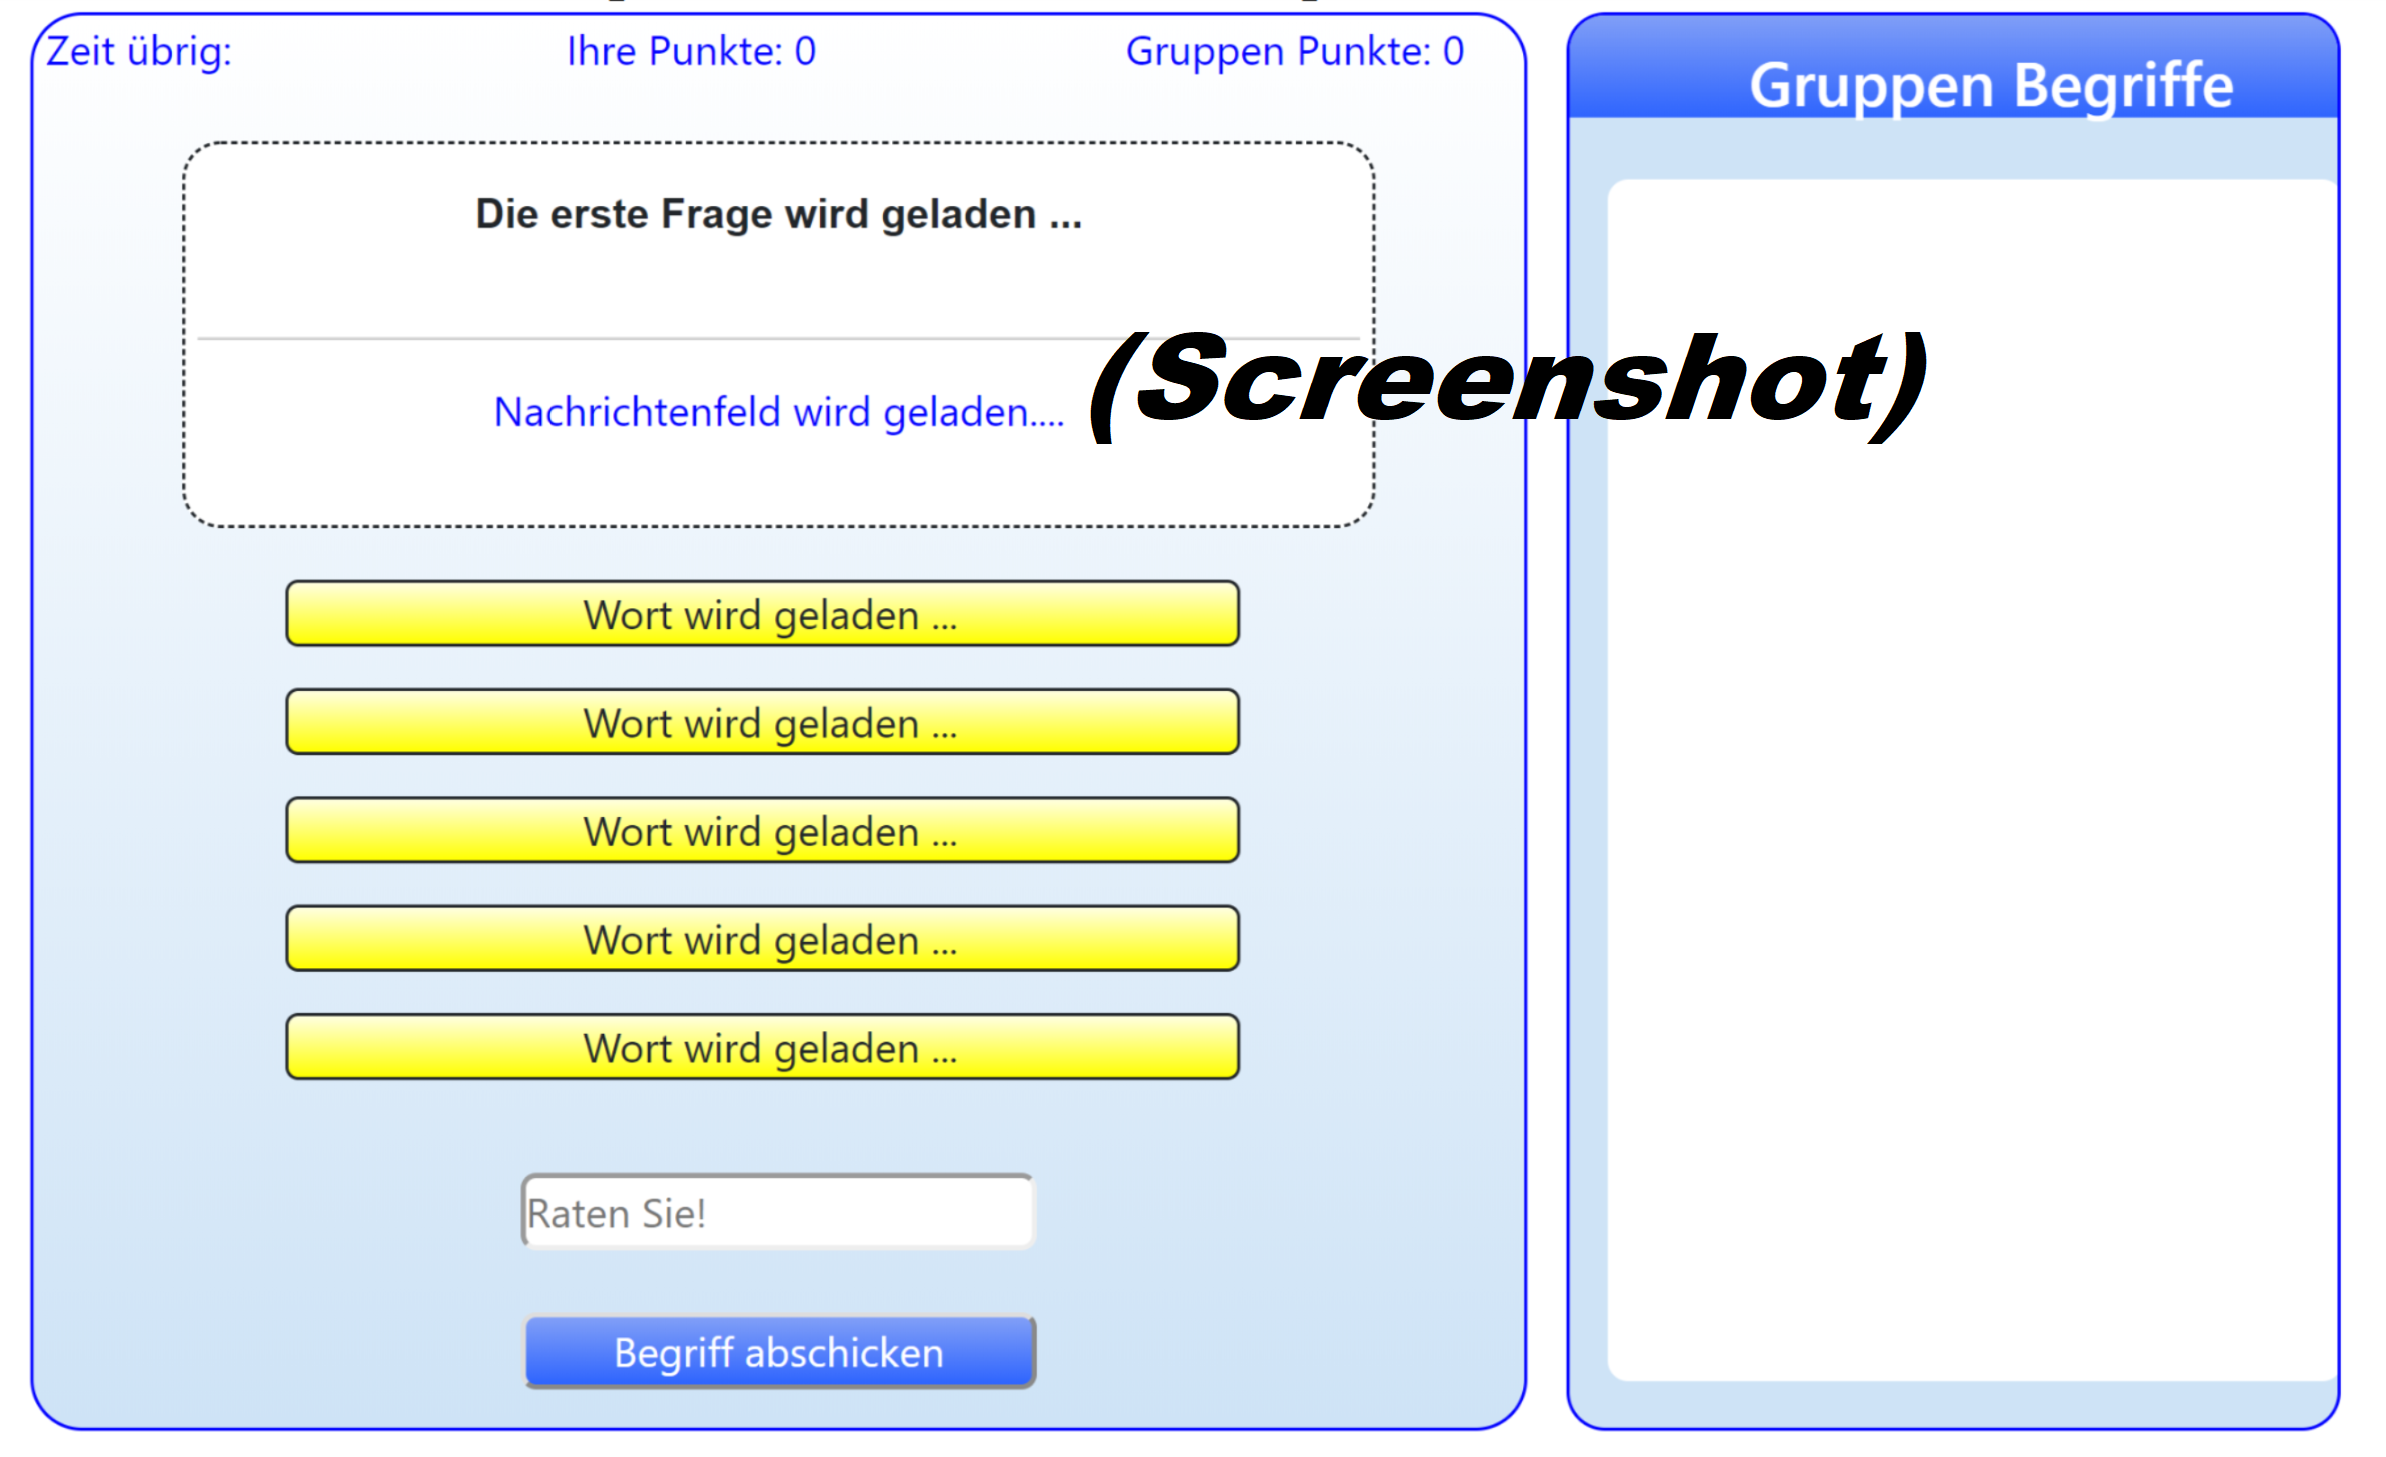 Zeit übrig:
Ihre Punkte: 0
Gruppen Punkte: 0
Die erste Frage wird geladen ...
Nachrichtenfeld wird geladen....
Wort wird geladen ...
Wort wird geladen ...
Wort wird geladen ...
Wort wird geladen ...
Wort wird geladen ...
Raten Sie!
Begriff abschicken
Gruppen Begriffe
(Screenshot)